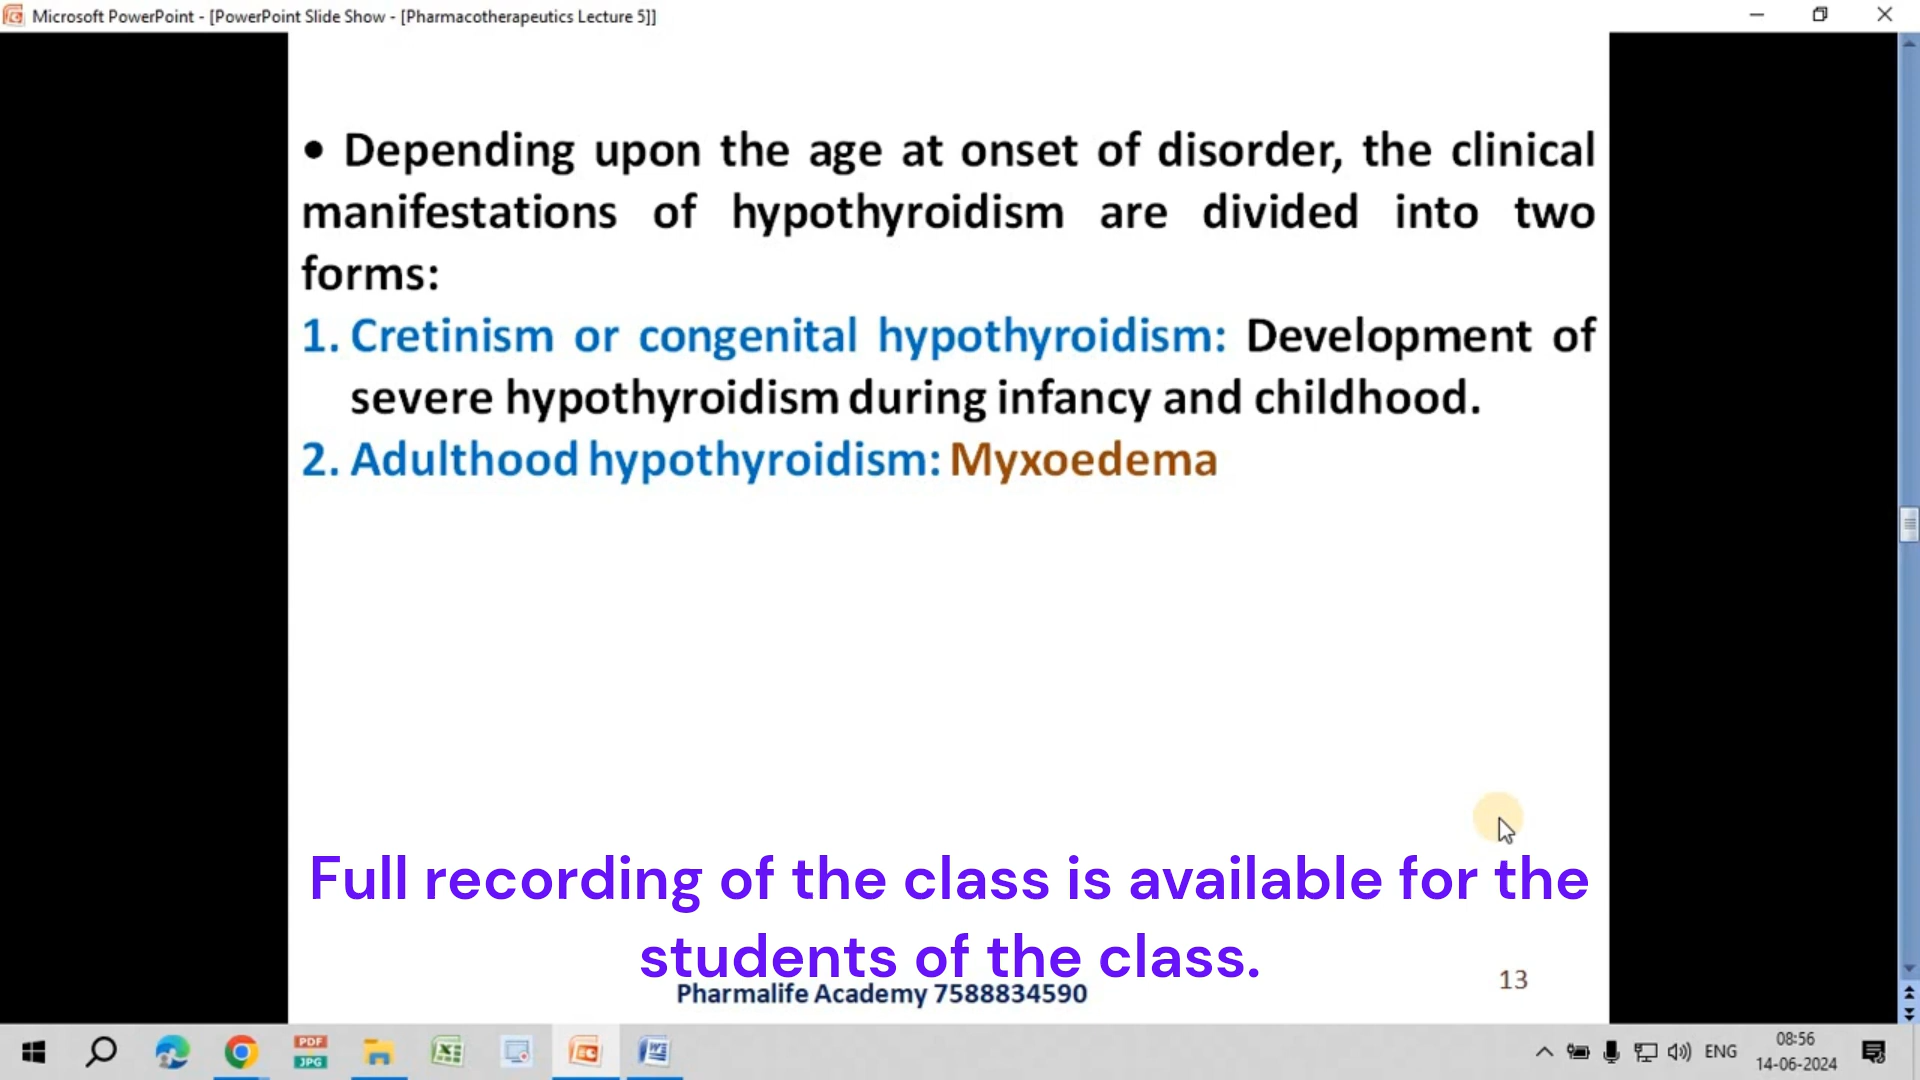 Microsoft PowerPoint - [PowerPoint Slide Show - [Pharmacotherapeutics Lecture 5]]
• Depending upon the age at onset of disorder, the clinical
manifestations of hypothyroidism are divided into two
forms:
1. Cretinism or congenital hypothyroidism: Development of
severe hypothyroidism during infancy and childhood.
2. Adulthood hypothyroidism: Myxoedema
Full recording of the class is available for the
students of the class.
Pharmalife Academy 7588834590
13
PDF
JPG
ENG
08:56
14-06-2024